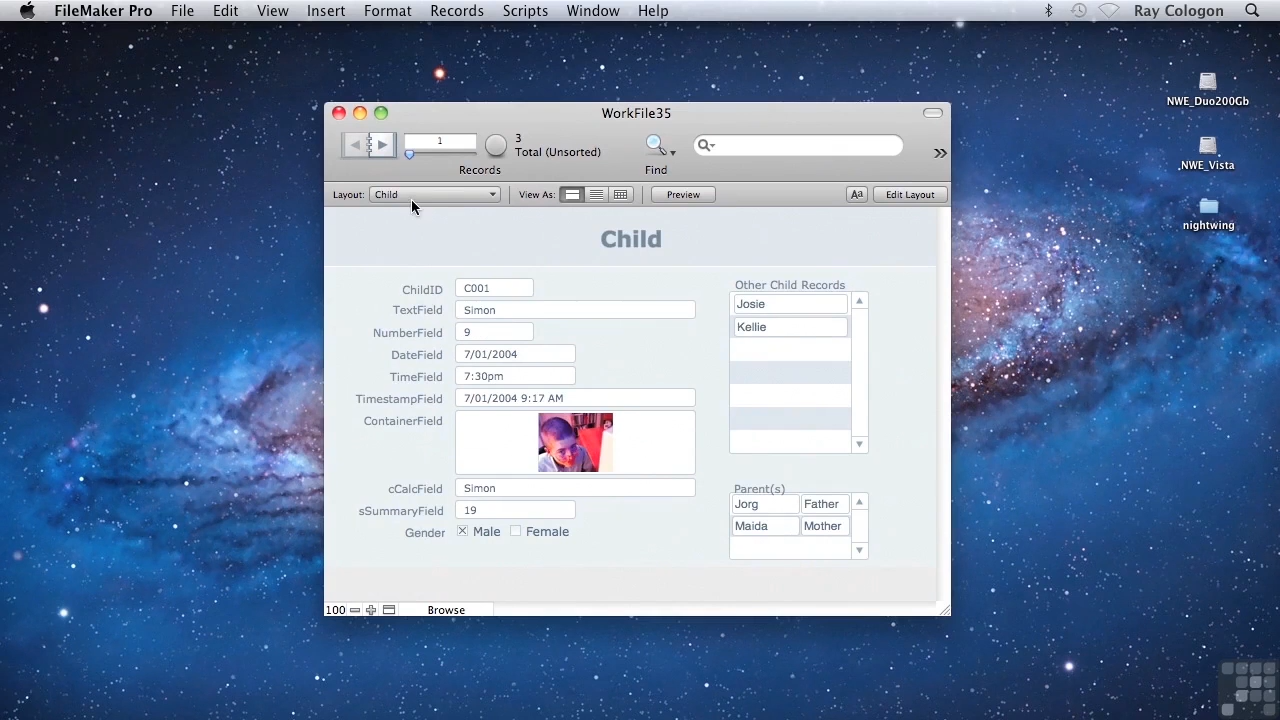 FileMaker Pro File Edit View Insert Format Records Scripts Window Help Ray Cologon
NWE_Duo200Gb
.NWE_Vista
nightwing
WorkFile35
1
3
Total (Unsorted)
Records
Find
Layout: Child View As: Preview Aa Edit Layout
Child
ChildID C001
TextField Simon
NumberField 9
DateField 7/01/2004
TimeField 7:30pm
TimestampField 7/01/2004 9:17 AM
ContainerField
cCalcField Simon
sSummaryField 19
Gender Male Female
Other Child Records
Josie
Kellie
Parent(s)
Jorg Father
Maida Mother
100 Browse